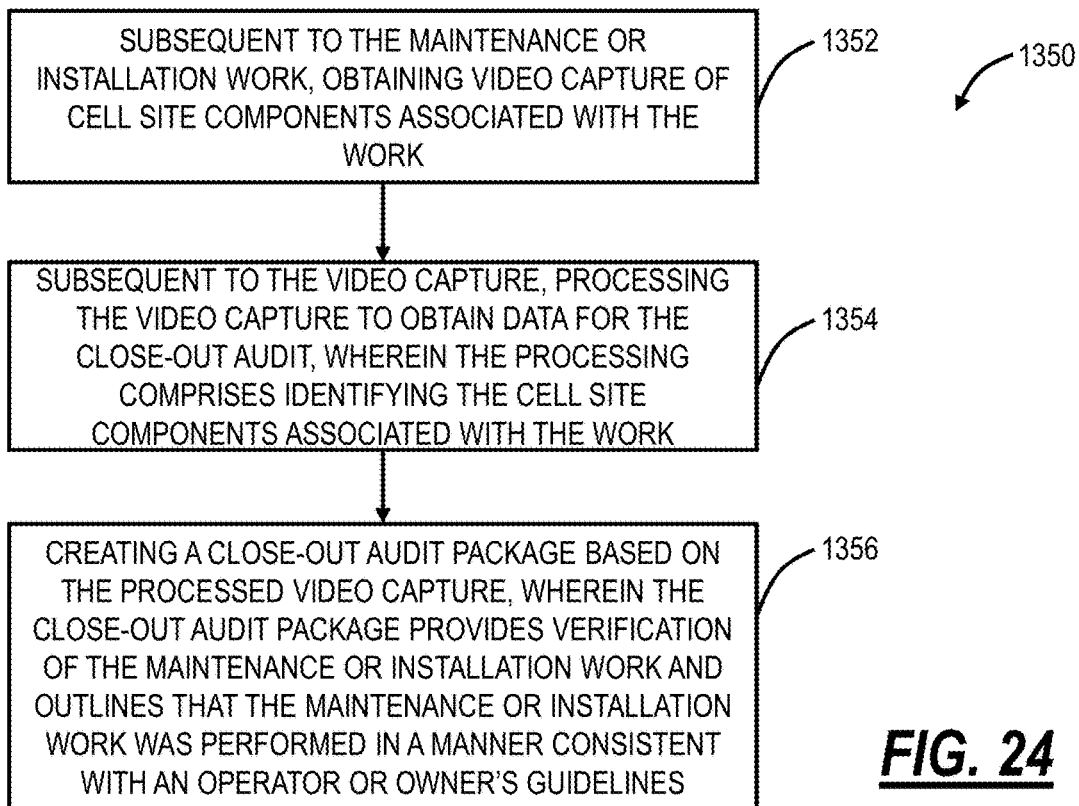 SUBSEQUENT TO THE MAINTENANCE OR
INSTALLATION WORK, OBTAINING VIDEO CAPTURE OF
CELL SITE COMPONENTS ASSOCIATED WITH THE
WORK
1352
1350
SUBSEQUENT TO THE VIDEO CAPTURE, PROCESSING
THE VIDEO CAPTURE TO OBTAIN DATA FOR THE
CLOSE-OUT AUDIT, WHEREIN THE PROCESSING
COMPRISES IDENTIFYING THE CELL SITE
COMPONENTS ASSOCIATED WITH THE WORK
1354
CREATING A CLOSE-OUT AUDIT PACKAGE BASED ON
THE PROCESSED VIDEO CAPTURE, WHEREIN THE
CLOSE-OUT AUDIT PACKAGE PROVIDES VERIFICATION
OF THE MAINTENANCE OR INSTALLATION WORK AND
OUTLINES THAT THE MAINTENANCE OR INSTALLATION
WORK WAS PERFORMED IN A MANNER CONSISTENT
WITH AN OPERATOR OR OWNER'S GUIDELINES
1356
FIG. 24